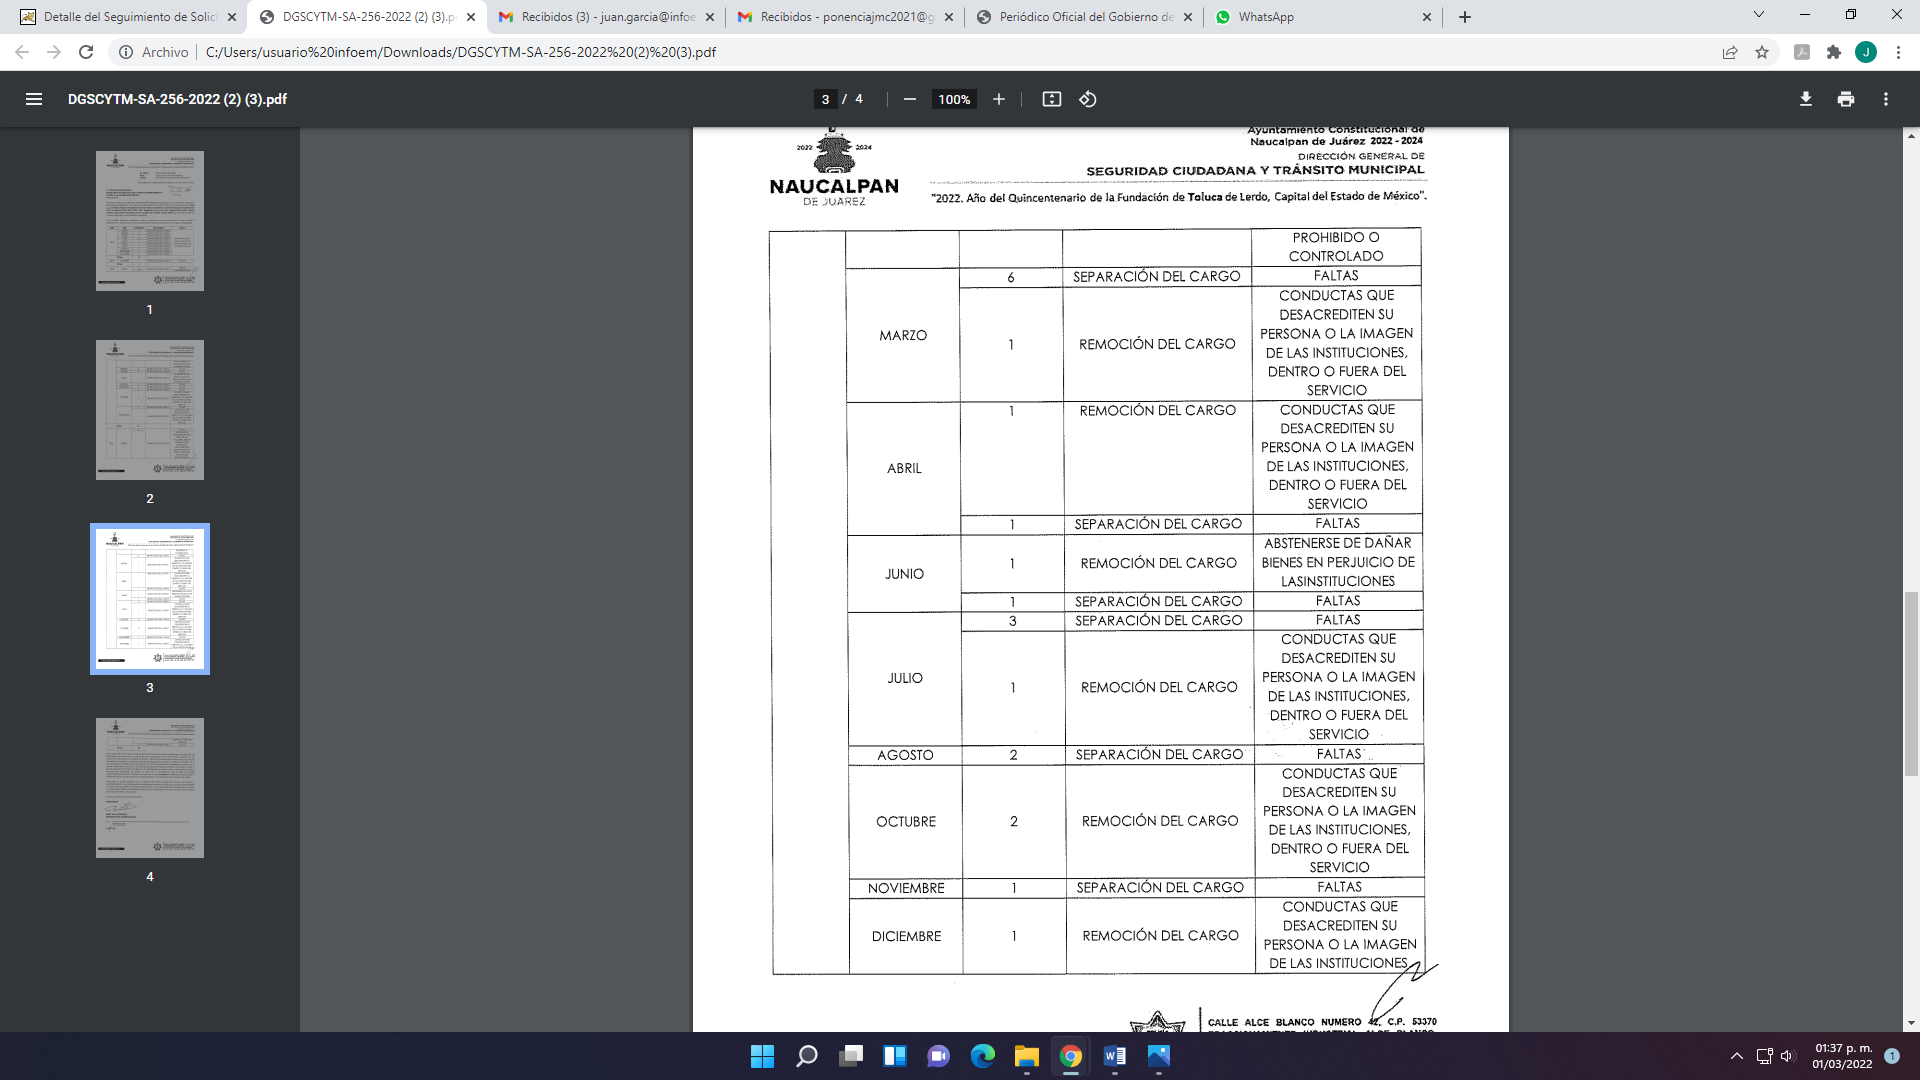 Detalle del Seguimiento de Solici
DGSCYTM-SA-256-2022 (2) (3).p
Recibidos (3) - juan.garcia@infoe
Recibidos - ponenciajmc2021@g
Periódico Oficial del Gobierno de
WhatsApp
Archivo
C:/Users/usuario%20infoem/Downloads/DGSCYTM-SA-256-2022%20(2)%20(3).pdf
J
DGSCYTM-SA-256-2022 (2) (3).pdf
3 / 4
100%
1
2
3
4
2022 2024
NAUCALPAN
DE JUÁREZ
Ayuntamiento Constitucional de
Naucalpan de Juárez 2022 - 2024
DIRECCIÓN GENERAL DE
SEGURIDAD CIUDADANA Y TRÁNSITO MUNICIPAL
"2022. Año del Quincentenario de la Fundación de Toluca de Lerdo, Capital del Estado de México".
PROHIBIDO O
CONTROLADO
MARZO
6 SEPARACIÓN DEL CARGO FALTAS
1 REMOCIÓN DEL CARGO
CONDUCTAS QUE
DESACREDITEN SU
PERSONA O LA IMAGEN
DE LAS INSTITUCIONES,
DENTRO O FUERA DEL
SERVICIO
ABRIL
1 REMOCIÓN DEL CARGO
CONDUCTAS QUE
DESACREDITEN SU
PERSONA O LA IMAGEN
DE LAS INSTITUCIONES,
DENTRO O FUERA DEL
SERVICIO
1 SEPARACIÓN DEL CARGO FALTAS
JUNIO
1 REMOCIÓN DEL CARGO
ABSTENERSE DE DAÑAR
BIENES EN PERJUICIO DE
LASINSTITUCIONES
1 SEPARACIÓN DEL CARGO FALTAS
JULIO
3 SEPARACIÓN DEL CARGO FALTAS
1 REMOCIÓN DEL CARGO
CONDUCTAS QUE
DESACREDITEN SU
PERSONA O LA IMAGEN
DE LAS INSTITUCIONES,
DENTRO O FUERA DEL
SERVICIO
AGOSTO 2 SEPARACIÓN DEL CARGO FALTAS
OCTUBRE 2 REMOCIÓN DEL CARGO
CONDUCTAS QUE
DESACREDITEN SU
PERSONA O LA IMAGEN
DE LAS INSTITUCIONES,
DENTRO O FUERA DEL
SERVICIO
NOVIEMBRE 1 SEPARACIÓN DEL CARGO FALTAS
DICIEMBRE 1 REMOCIÓN DEL CARGO
CONDUCTAS QUE
DESACREDITEN SU
PERSONA O LA IMAGEN
DE LAS INSTITUCIONES,
CALLE ALCE BLANCO NUMERO 42, C.P. 53370
01:37 p. m.
01/03/2022
1